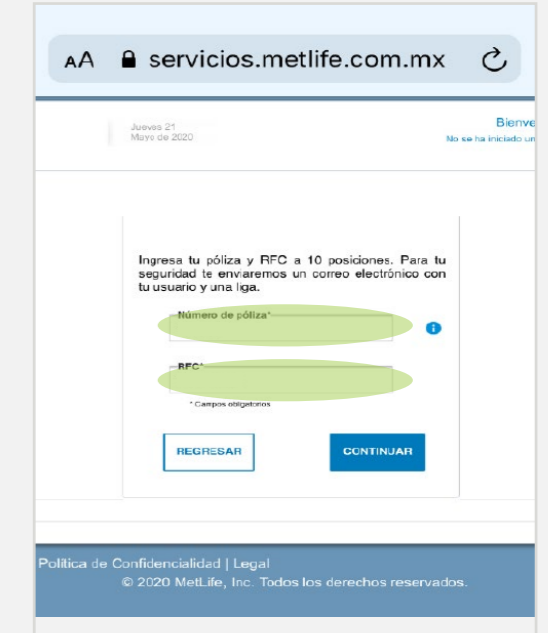 AA servicios.metlife.com.mx
Jueves 21
Mayo de 2020
Bienve
No se ha iniciado un
Ingresa tu póliza y RFC a 10 posiciones. Para tu
seguridad te enviaremos un correo electrónico con
tu usuario y una liga.
Número de póliza*
i
RFC*
* Campos obligatorios
REGRESAR CONTINUAR
Política de Confidencialidad | Legal
© 2020 MetLife, Inc. Todos los derechos reservados.